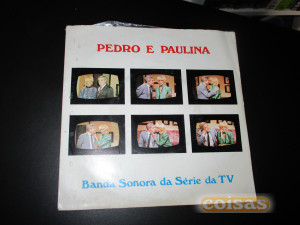 PEDRO E PAULINA
Banda Sonora da Série da TV
coisas